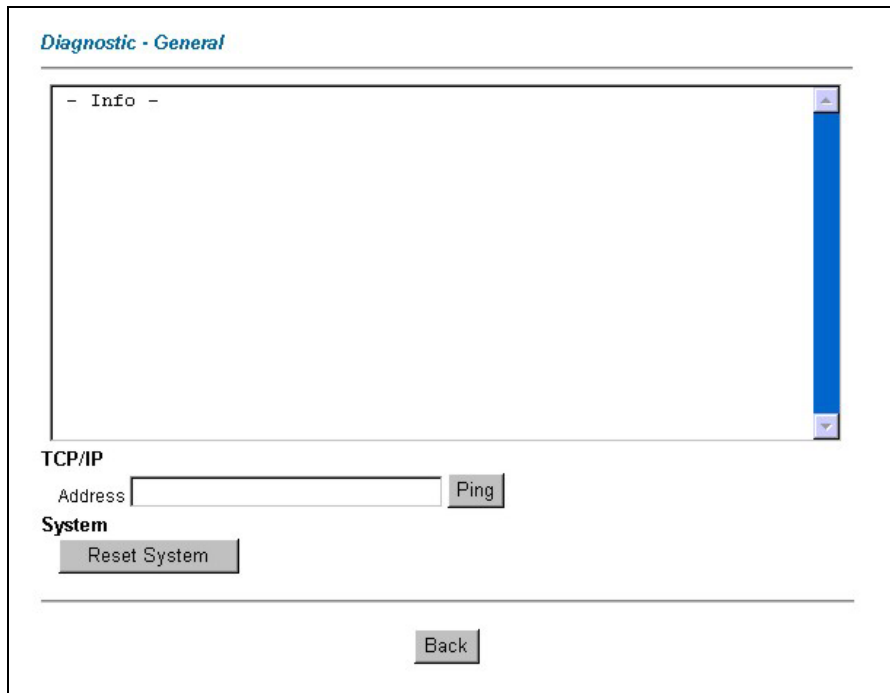 Diagnostic - General
- Info -
TCP/IP
Address Ping
System
Reset System
Back